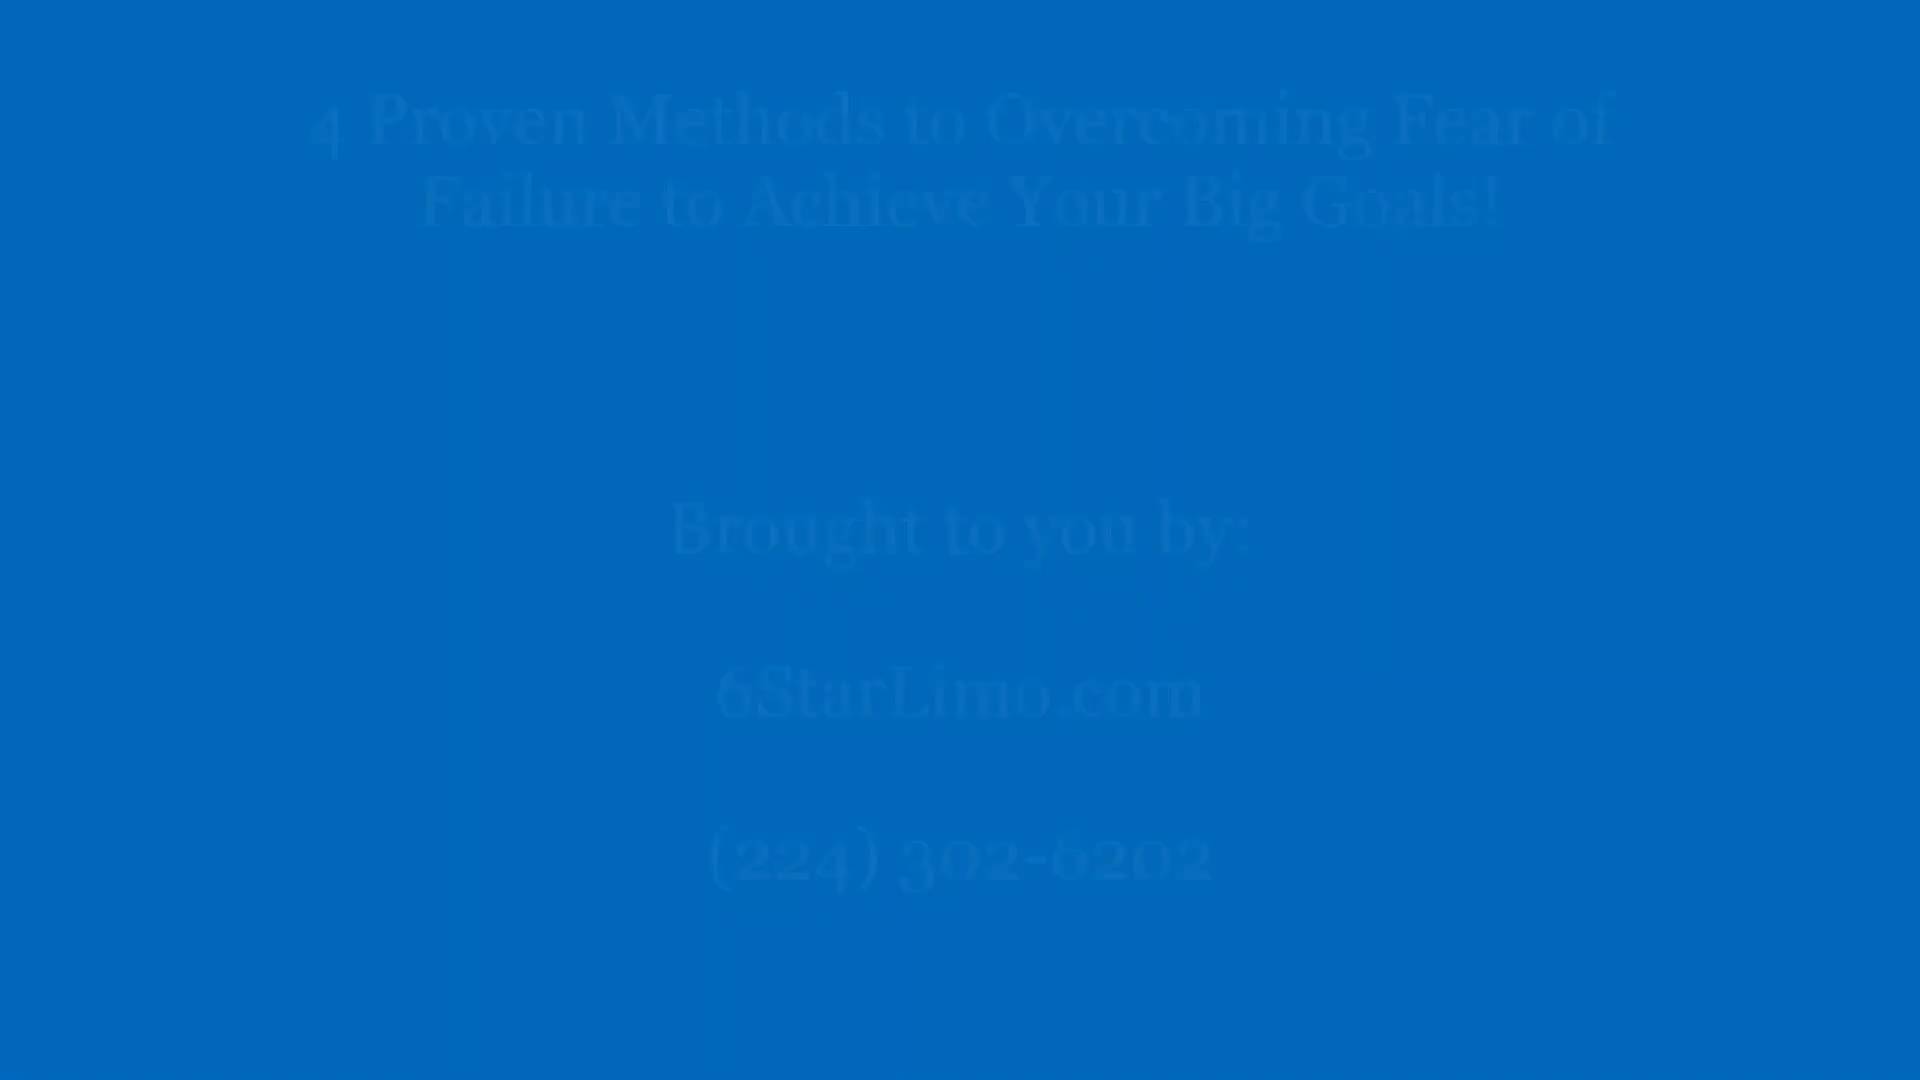 4 Proven Methods to Overcoming Fear of
Failure to Achieve Your Big Goals!
Brought to you by:
6StarLimo.com
(224) 302-6202